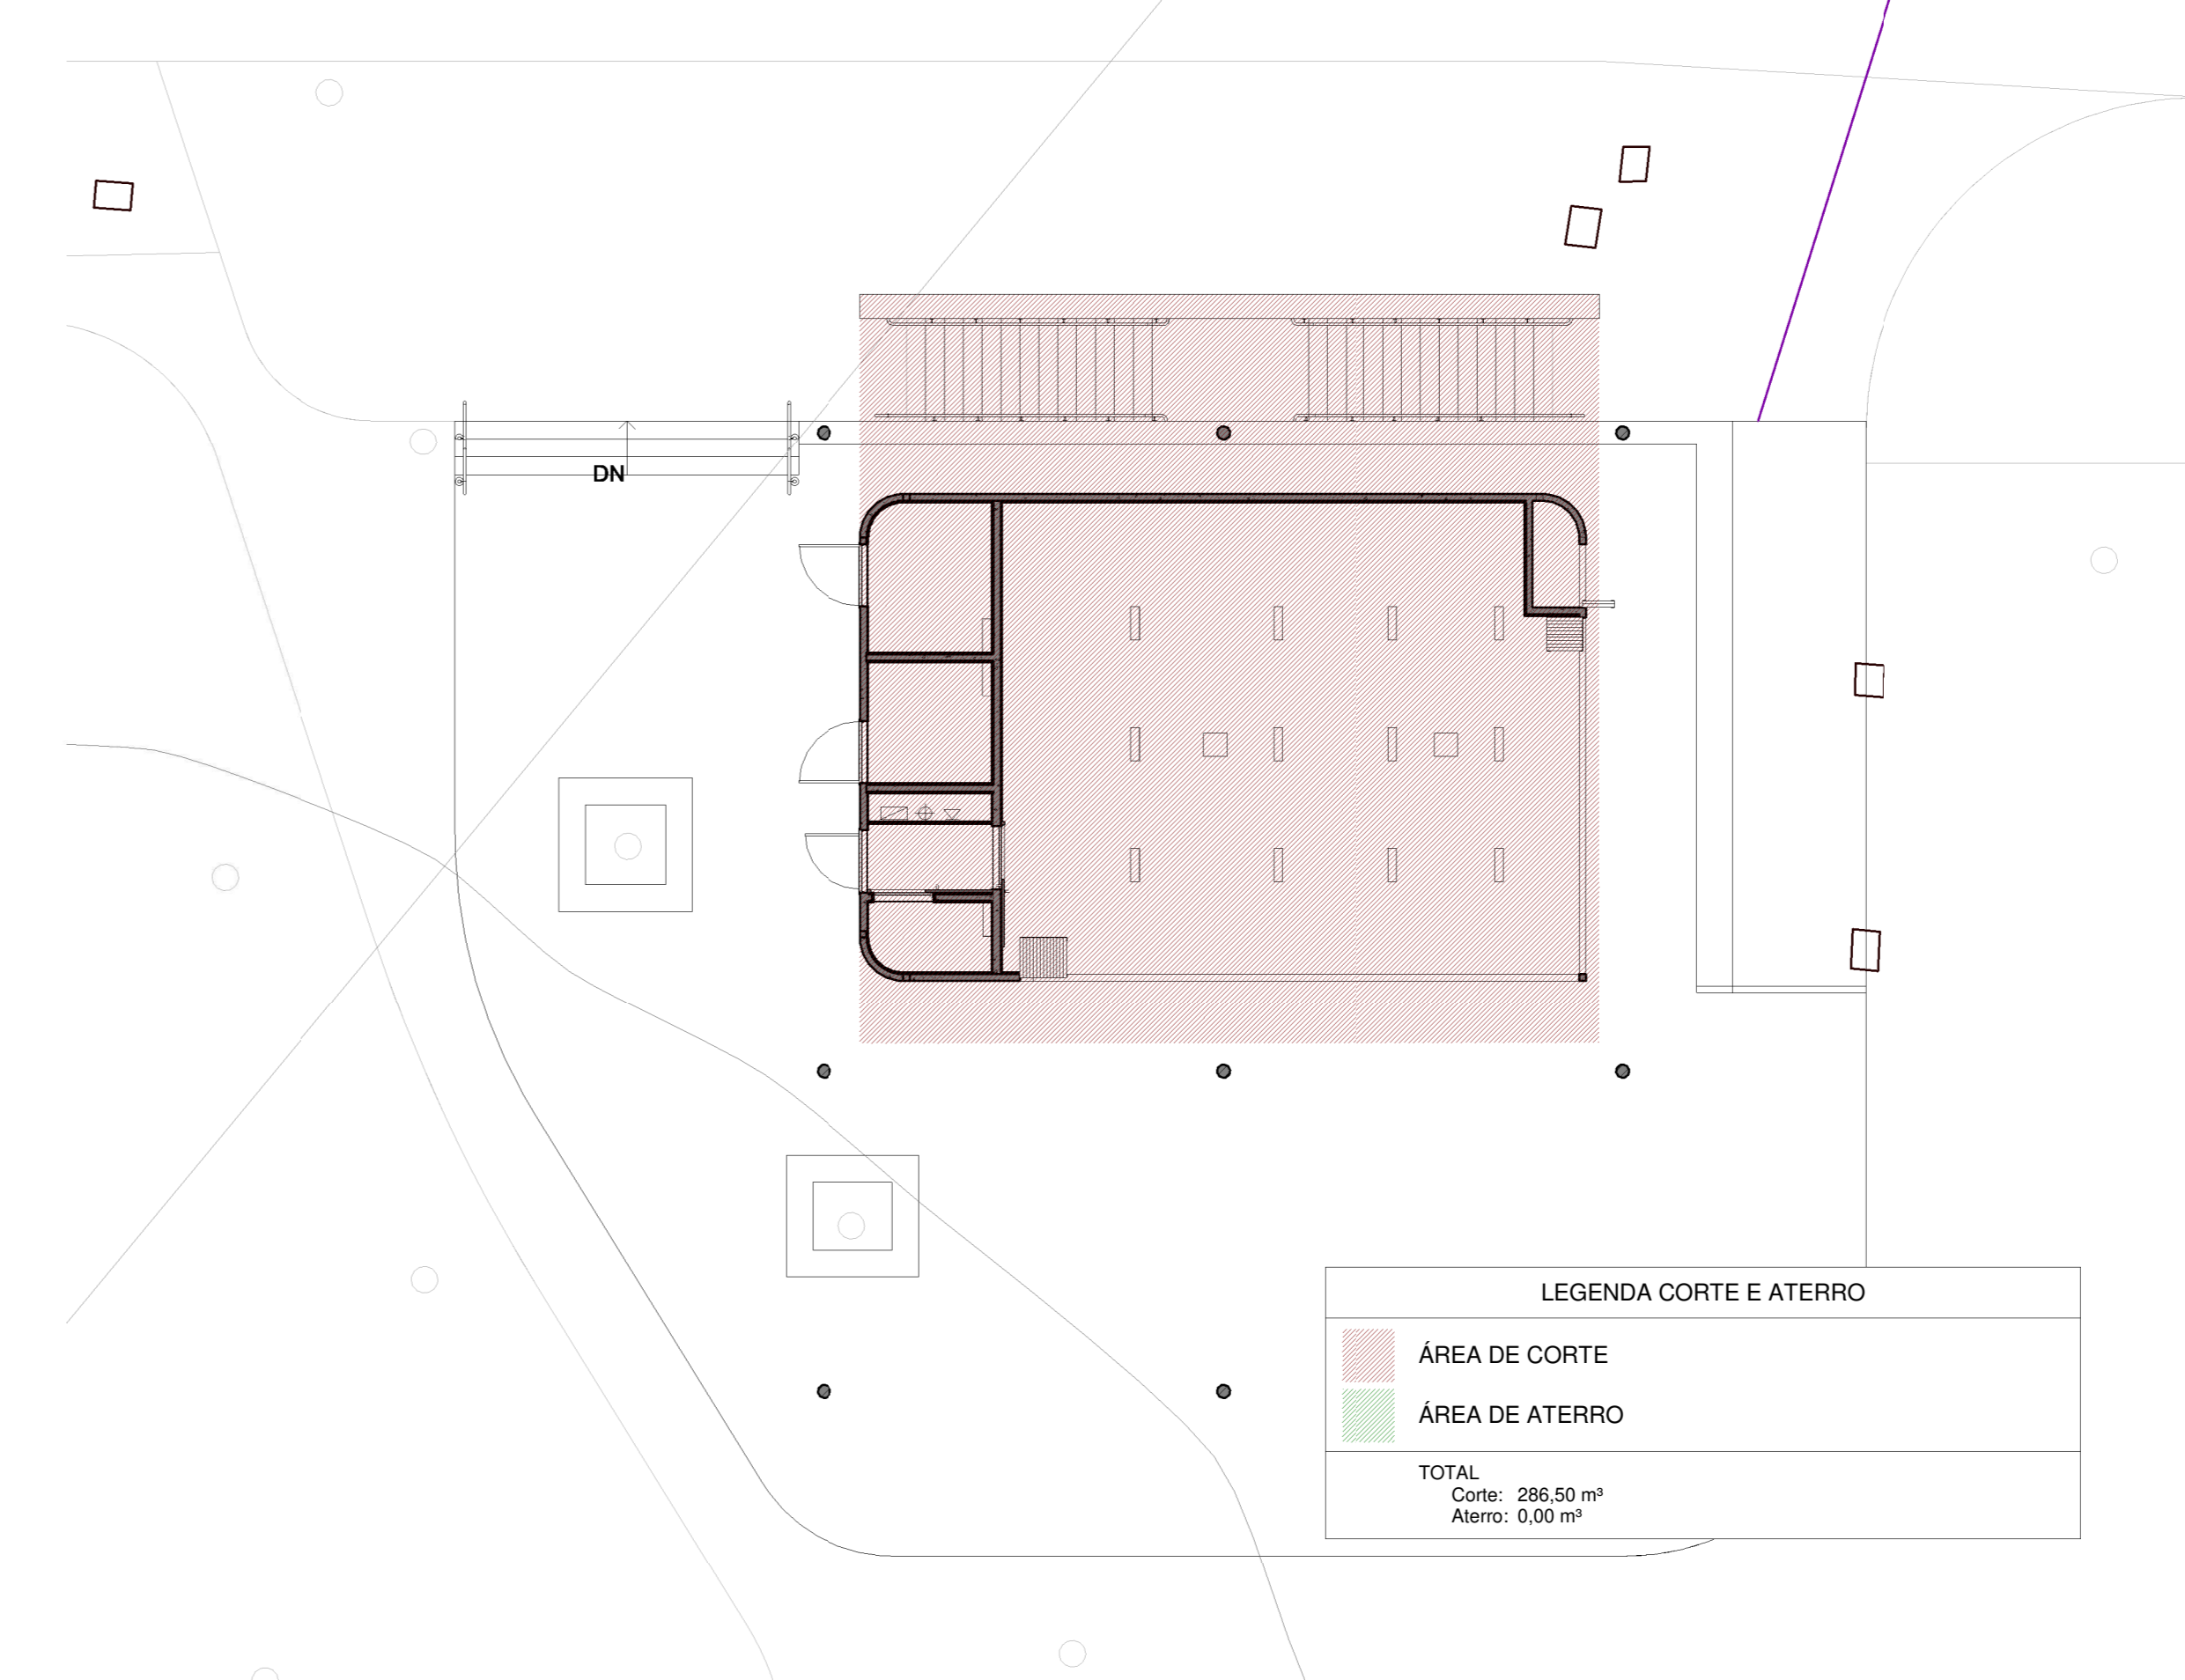 DN
LEGENDA CORTE E ATERRO
ÁREA DE CORTE
ÁREA DE ATERRO
TOTAL
Corte: 286,50 m³
Aterro: 0,00 m³